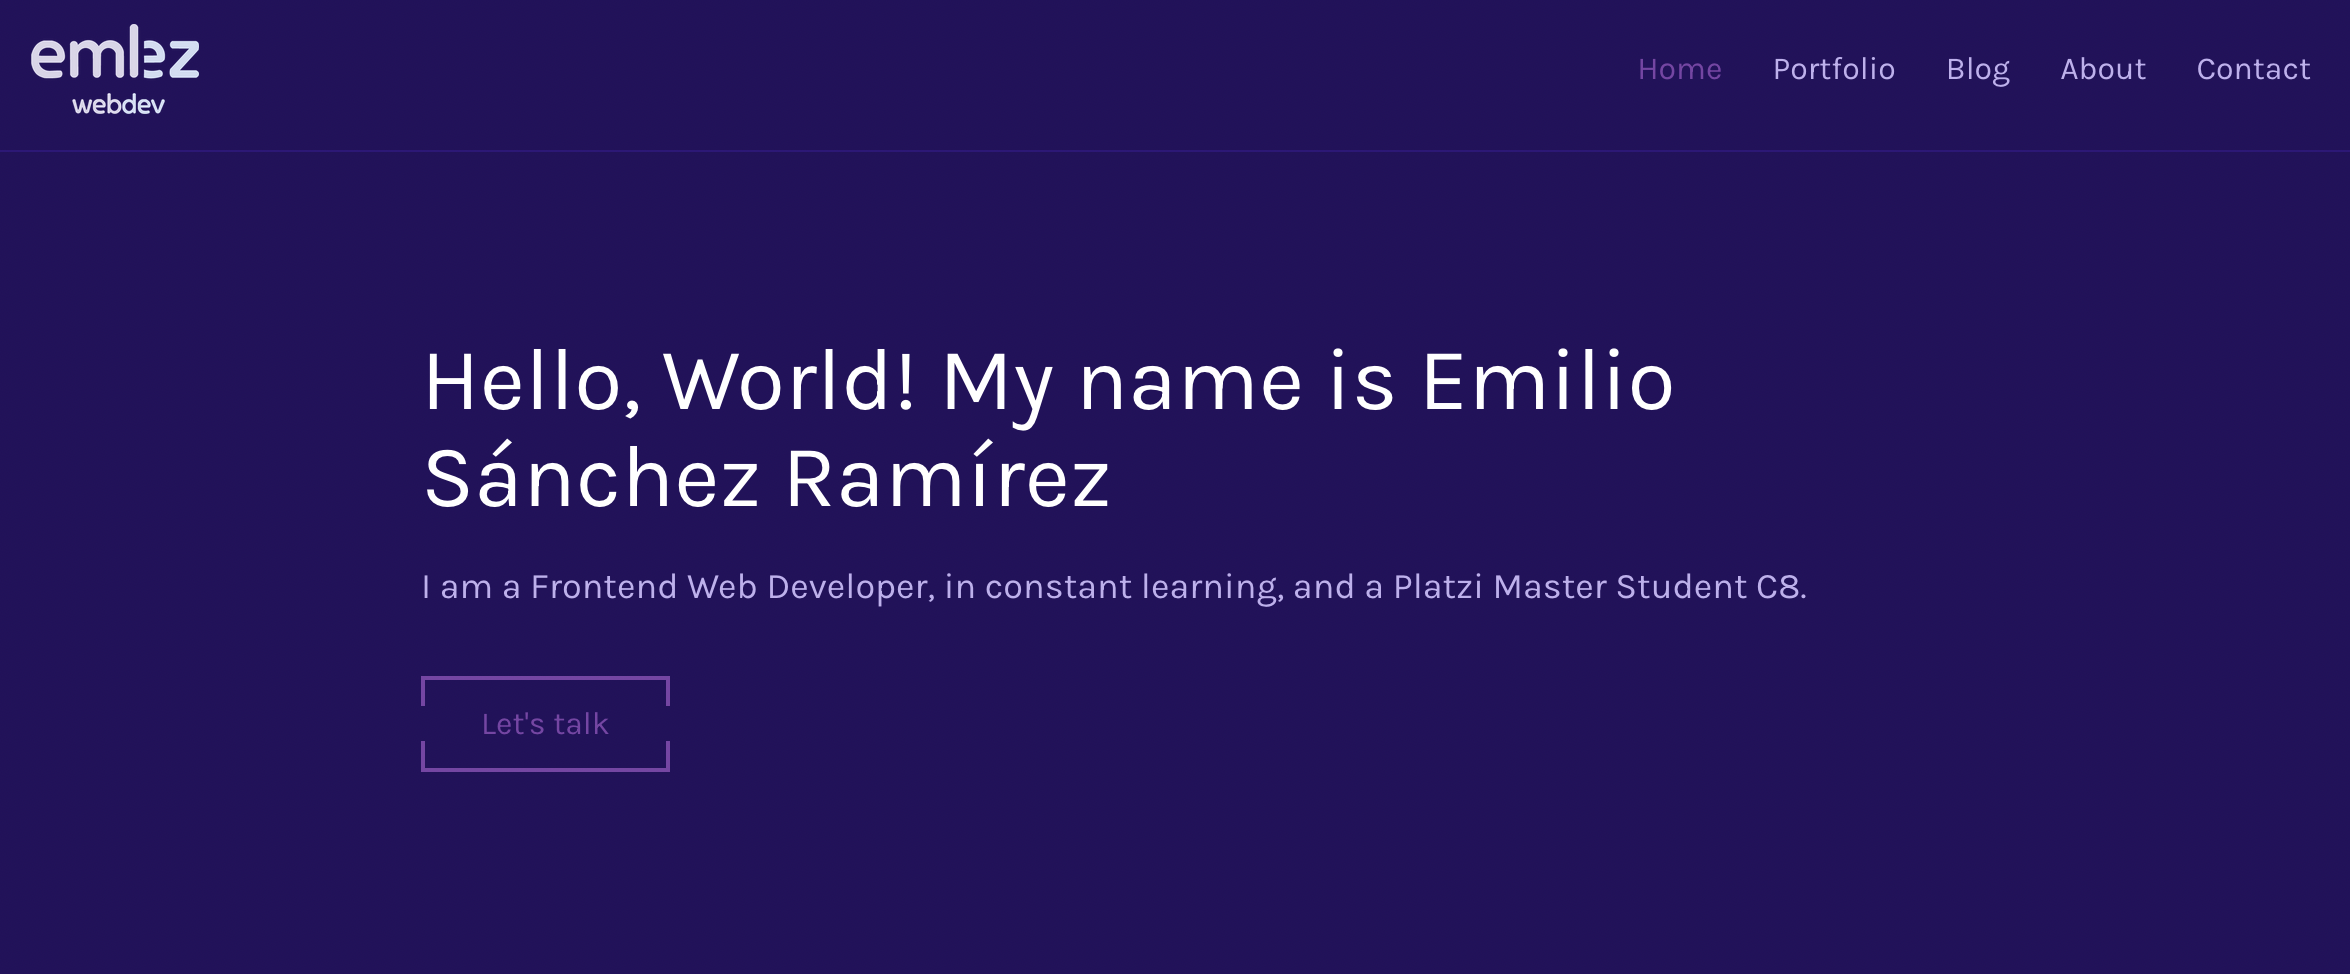 emlez
webdev
Home Portfolio Blog About Contact
Hello, World! My name is Emilio
Sánchez Ramírez
I am a Frontend Web Developer, in constant learning, and a Platzi Master Student C8.
Let's talk